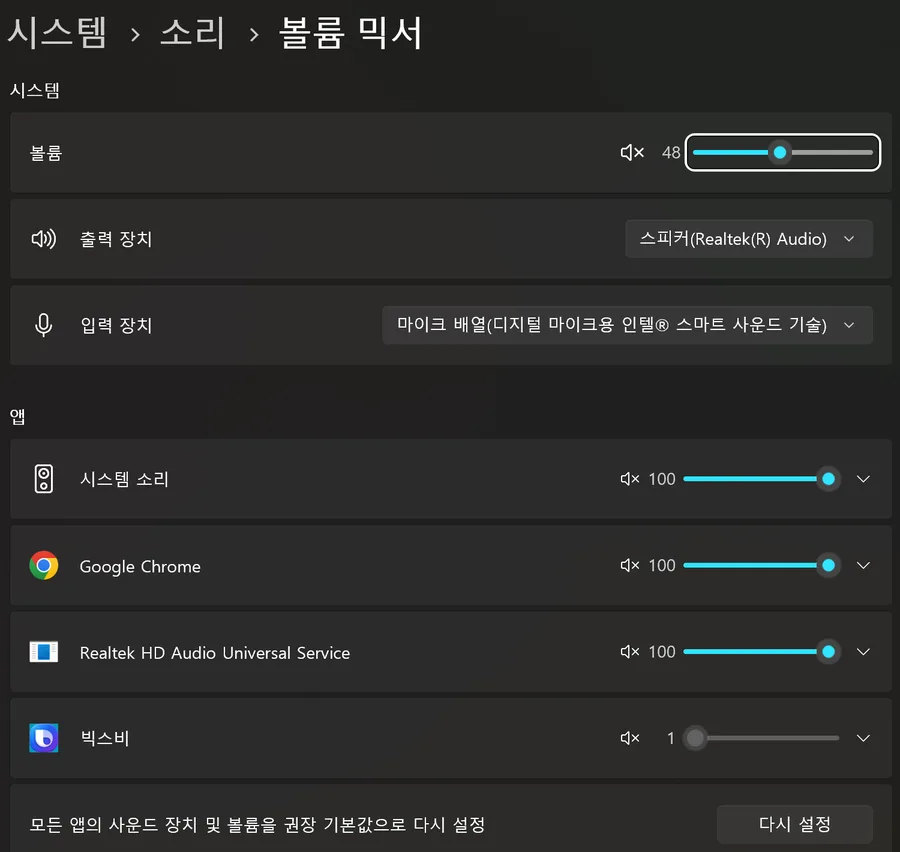 시스템 > 소리 > 볼륨 믹서
시스템
볼륨 48
출력 장치 스피커(Realtek(R) Audio)
입력 장치 마이크 배열(디지털 마이크용 인텔® 스마트 사운드 기술)
앱
시스템 소리 100
Google Chrome 100
Realtek HD Audio Universal Service 100
빅스비 1
모든 앱의 사운드 장치 및 볼륨을 권장 기본값으로 다시 설정 다시 설정